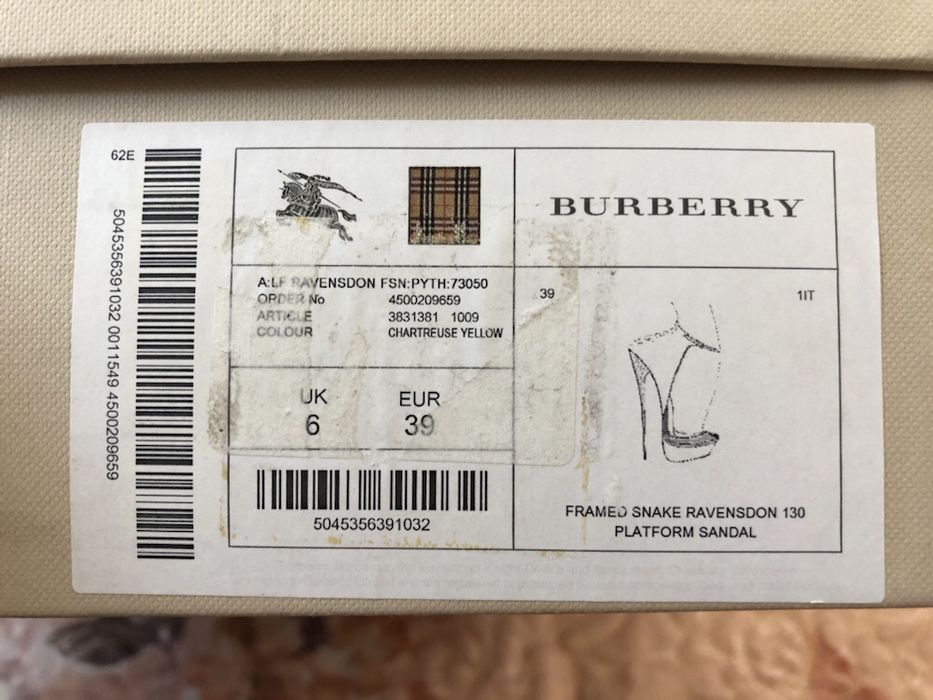 62E
5045356391032 0011549 4500209659
BURBERRY
A:LF RAVENSDON FSN:PYTH:73050
ORDER No 4500209659
ARTICLE 3831381 1009
COLOUR CHARTREUSE YELLOW
39 1IT
UK EUR
6 39
5045356391032
FRAMED SNAKE RAVENSDON 130
PLATFORM SANDAL